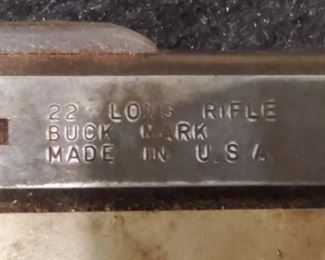 22 LONG RIFLE
BUCK MARK
MADE IN U.S.A.